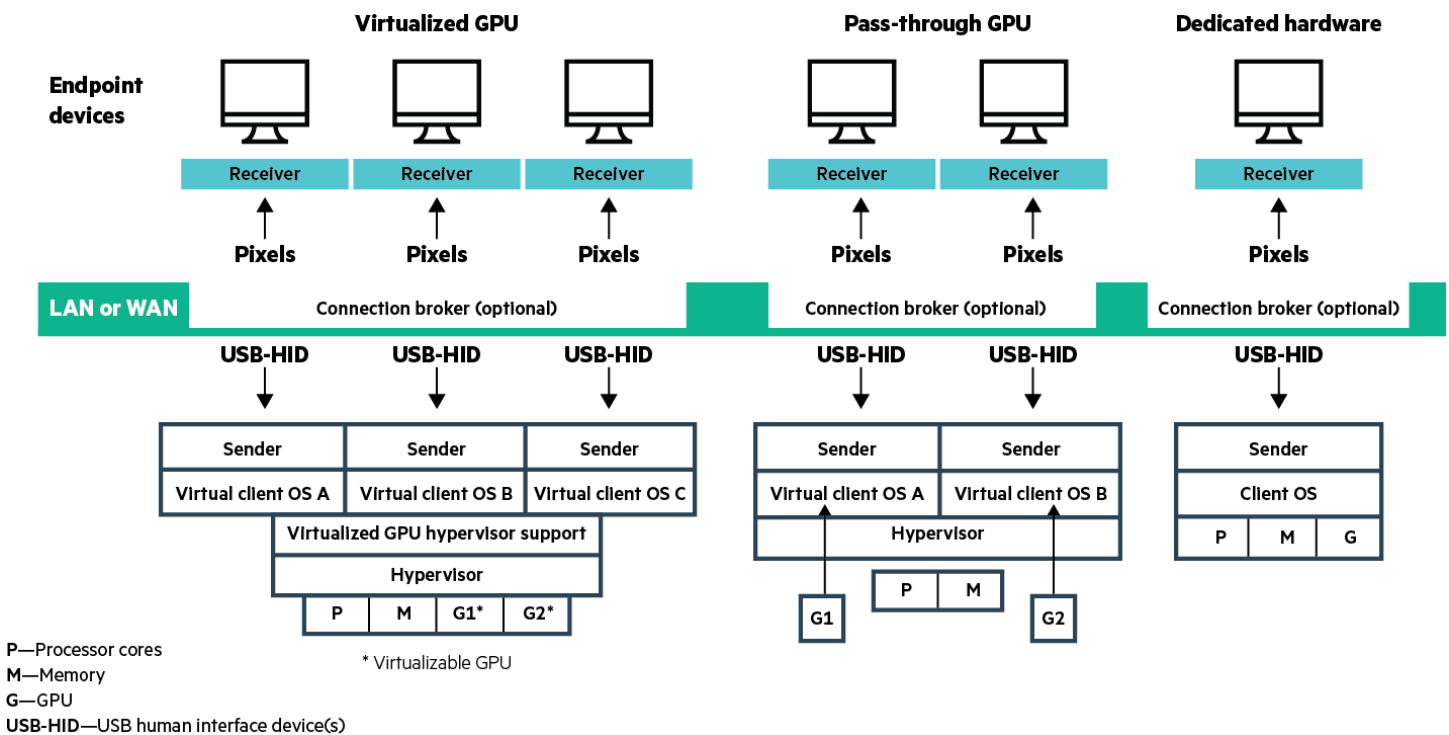 Virtualized GPU
Pass-through GPU
Dedicated hardware
Endpoint
devices
Receiver
Receiver
Receiver
Receiver
Receiver
Receiver
Pixels
Pixels
Pixels
Pixels
Pixels
Pixels
LAN or WAN
Connection broker (optional)
Connection broker (optional)
Connection broker (optional)
USB-HID
USB-HID
USB-HID
USB-HID
USB-HID
USB-HID
Sender
Sender
Sender
Sender
Sender
Sender
Virtual client OS A
Virtual client OS B
Virtual client OS C
Virtual client OS A
Virtual client OS B
Client OS
Virtualized GPU hypervisor support
Hypervisor
P
M
G
Hypervisor
P
M
P
M
G1*
G2*
G1
G2
* Virtualizable GPU
P—Processor cores
M—Memory
G—GPU
USB-HID—USB human interface device(s)